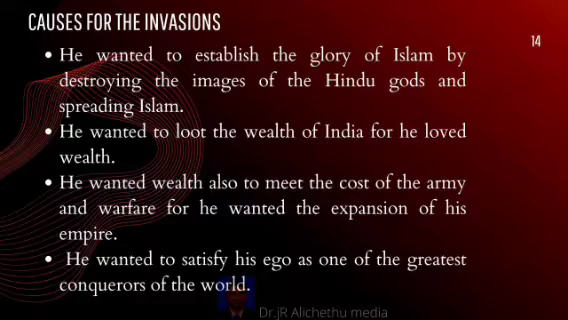 CAUSES FOR THE INVASIONS
14
• He wanted to establish the glory of Islam by
destroying the images of the Hindu gods and
spreading Islam.
• He wanted to loot the wealth of India for he loved
wealth.
• He wanted wealth also to meet the cost of the army
and warfare for he wanted the expansion of his
empire.
• He wanted to satisfy his ego as one of the greatest
conquerors of the world.
Dr.jR Alichethu media